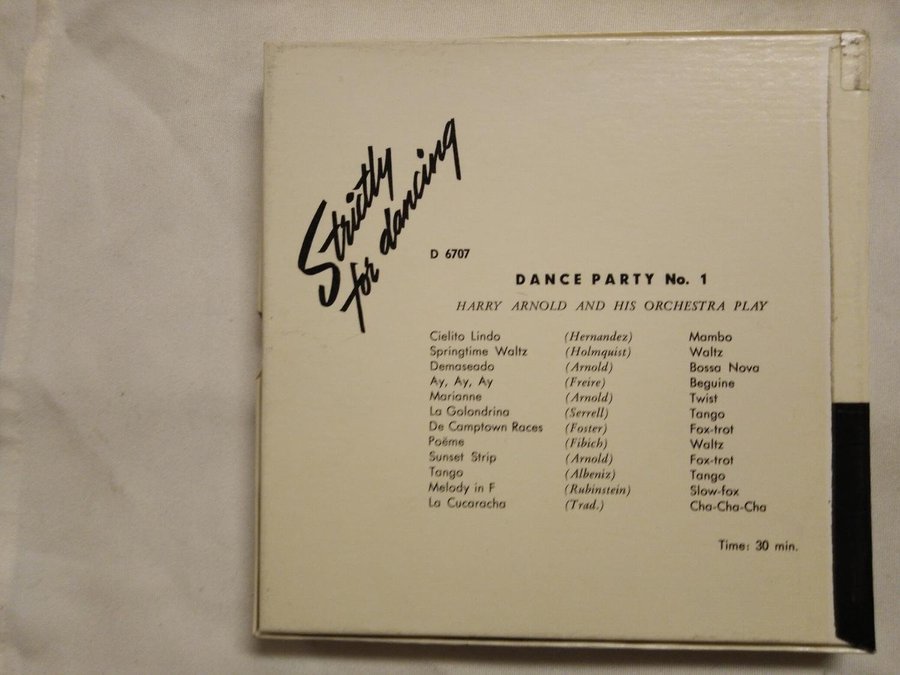 Strictly
for dancing
D 6707
DANCE PARTY No. 1
HARRY ARNOLD AND HIS ORCHESTRA PLAY
Cielito Lindo (Hernandez) Mambo
Springtime Waltz (Holmquist) Waltz
Demaseado (Arnold) Bossa Nova
Ay, Ay, Ay (Freire) Beguine
Marianne (Arnold) Twist
La Golondrina (Serrell) Tango
De Camptown Races (Foster) Fox-trot
Poëme (Fibich) Waltz
Sunset Strip (Arnold) Fox-trot
Tango (Albeniz) Tango
Melody in F (Rubinstein) Slow-fox
La Cucaracha (Trad.) Cha-Cha-Cha
Time: 30 min.